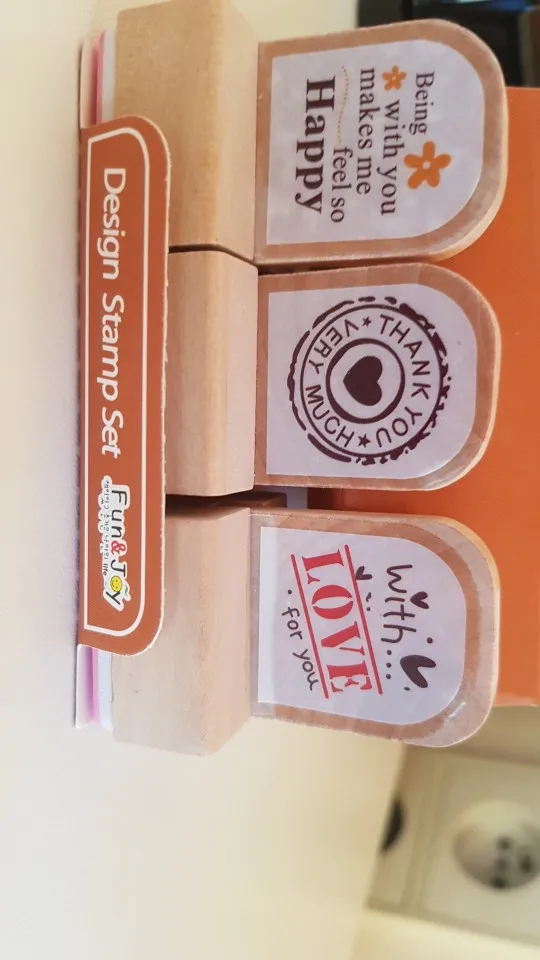 Being
with you
makes me
feel so
Happy
THANK YOU
VERY MUCH
with...
LOVE
for you
Design Stamp Set
Fun & Joy